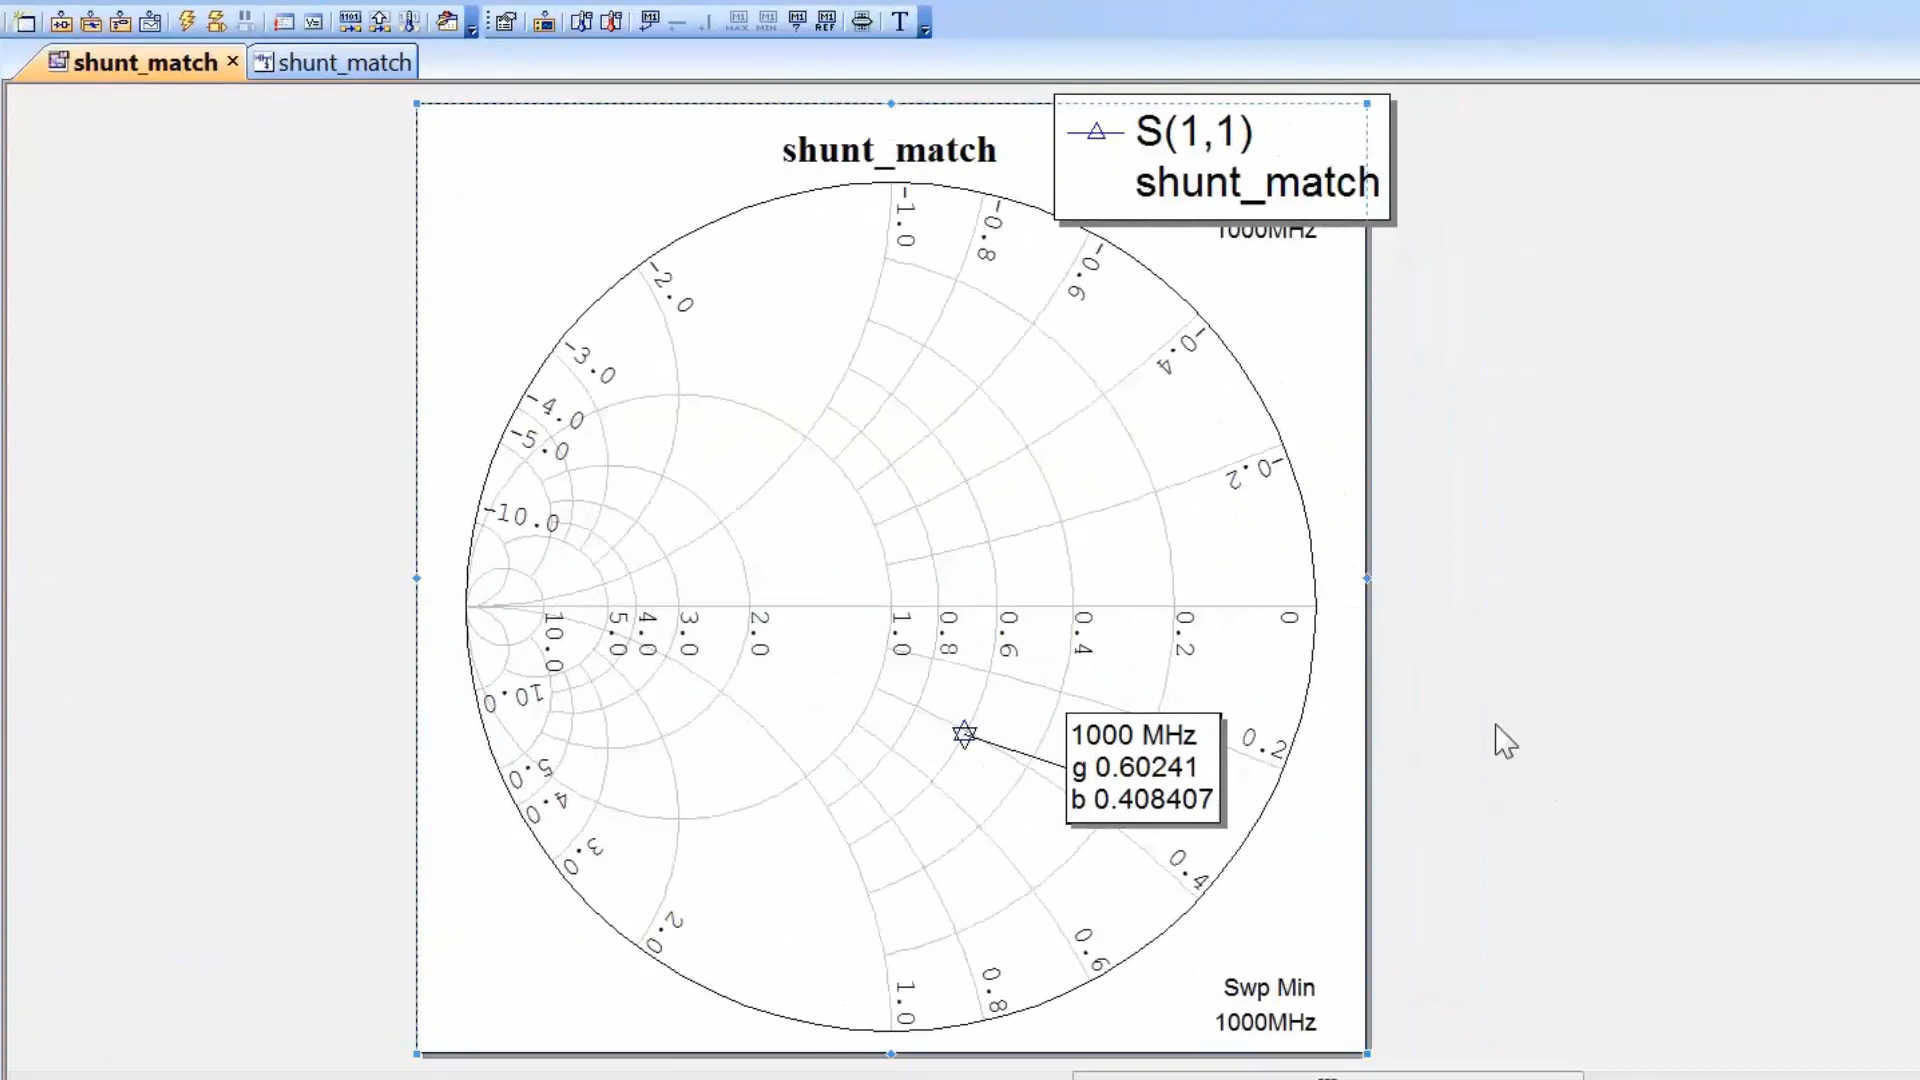 shunt_match
shunt_match
S(1,1)
shunt_match
shunt_match
1000MHz
-1.0
-0.8
-0.6
-0.4
-0.2
-2.0
-3.0
-4.0
-5.0
-10.0
10.0
5.0
4.0
3.0
2.0
1.0
0.8
0.6
0.4
0.2
0
10.0
5.0
4.0
3.0
2.0
1.0
0.8
0.6
0.4
0.2
1000 MHz
g 0.60241
b 0.408407
Swp Min
1000MHz